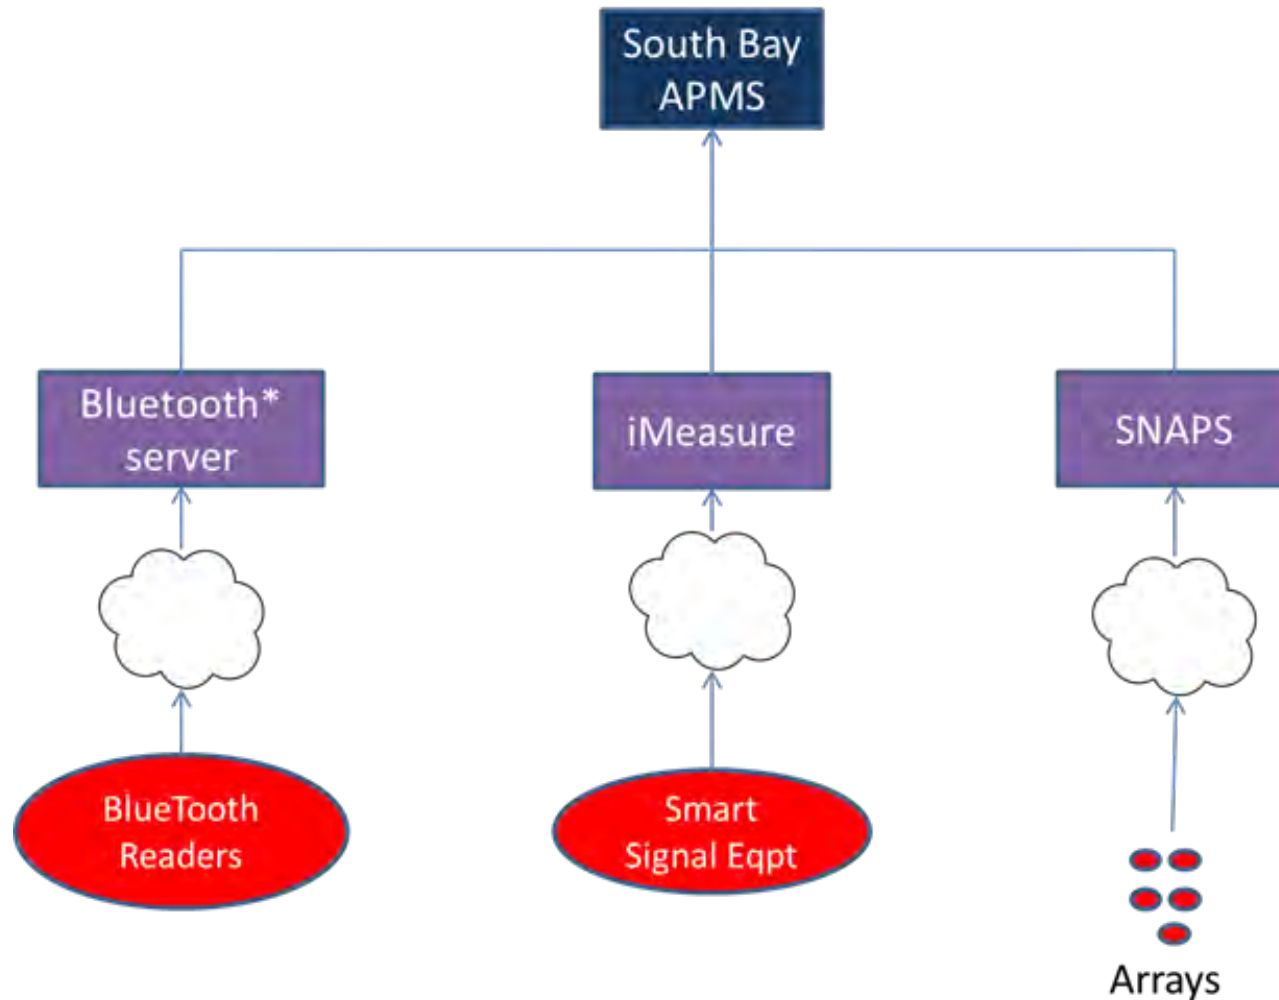 South Bay
APMS
Bluetooth*
server
iMeasure
SNAPS
BlueTooth
Readers
Smart
Signal Eqpt
Arrays